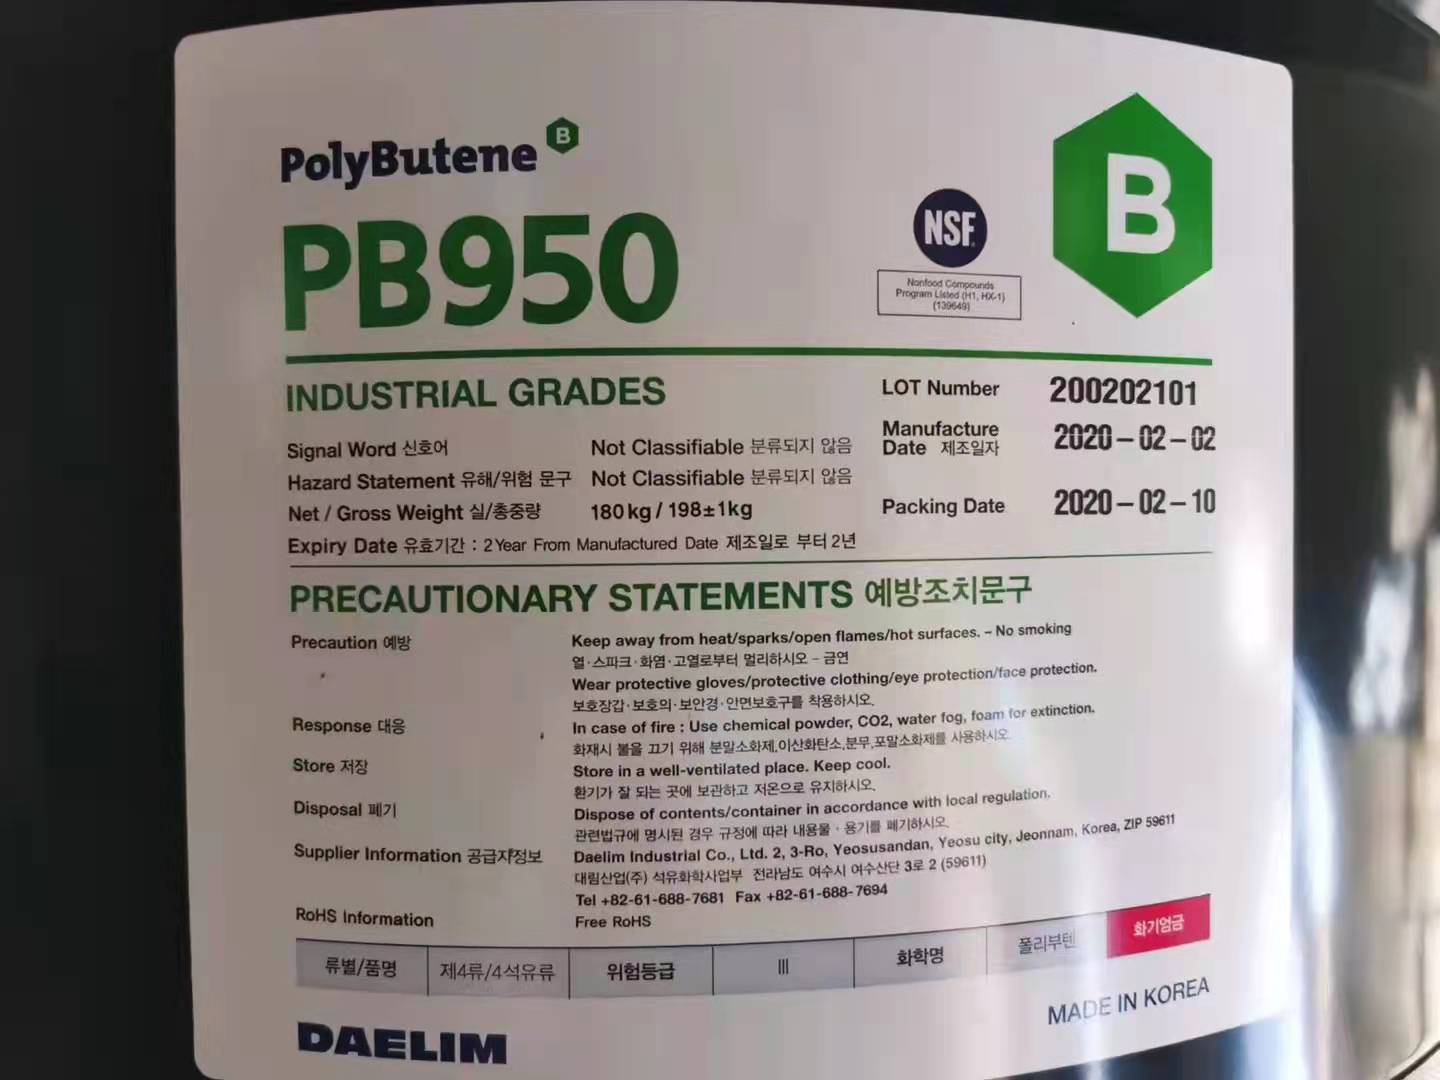 PolyButene B
PB950
B
NSF
Nonfood Compounds
Program Listed (H1, HX-1)
(139649)
INDUSTRIAL GRADES
LOT Number 200202101
Signal Word 신호어 Not Classifiable 분류되지 않음
Manufacture
Date 제조일자 2020-02-02
Hazard Statement 유해/위험 문구 Not Classifiable 분류되지 않음
Net / Gross Weight 실/총중량 180kg / 198±1kg
Packing Date 2020-02-10
Expiry Date 유효기간 : 2 Year From Manufactured Date 제조일로 부터 2년
PRECAUTIONARY STATEMENTS 예방조치문구
Precaution 예방 Keep away from heat/sparks/open flames/hot surfaces. – No smoking
열·스파크·화염·고열로부터 멀리하시오 – 금연
Wear protective gloves/protective clothing/eye protection/face protection.
보호장갑·보호의·보안경·안면보호구를 착용하시오.
Response 대응 In case of fire : Use chemical powder, CO2, water fog, foam for extinction.
화재시 불을 끄기 위해 분말소화제,이산화탄소,분무,포말소화제를 사용하시오.
Store 저장 Store in a well-ventilated place. Keep cool.
환기가 잘 되는 곳에 보관하고 저온으로 유지하시오.
Disposal 폐기 Dispose of contents/container in accordance with local regulation.
관련법규에 명시된 경우 규정에 따라 내용물·용기를 폐기하시오.
Supplier Information 공급자정보 Daelim Industrial Co., Ltd. 2, 3-Ro, Yeosusandan, Yeosu city, Jeonnam, Korea, ZIP 59611
대림산업(주) 석유화학사업부 전라남도 여수시 여수산단 3로 2 (59611)
Tel +82-61-688-7681 Fax +82-61-688-7694
RoHS Information Free RoHS
류별/품명 제4류/4석유류 위험등급 III 화학명 폴리부텐 화기엄금
DAELIM
MADE IN KOREA